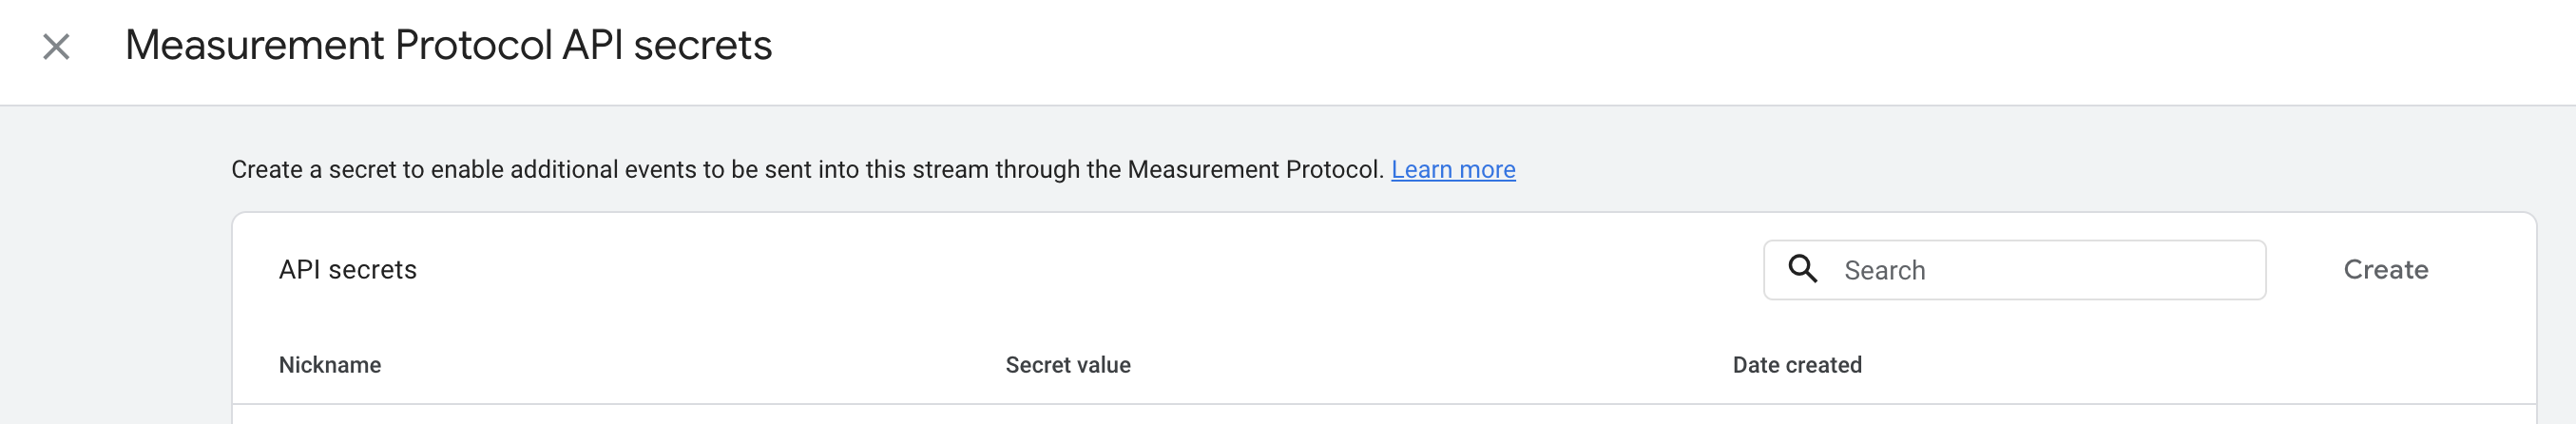 Measurement Protocol API secrets
Create a secret to enable additional events to be sent into this stream through the Measurement Protocol. Learn more
API secrets
Search
Create
Nickname
Secret value
Date created